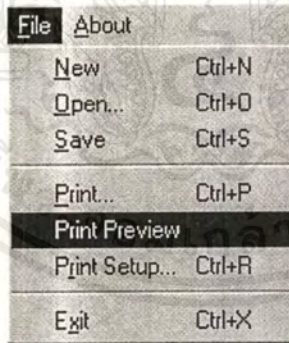 File About
New Ctrl+N
Open... Ctrl+O
Save Ctrl+S
Print... Ctrl+P
Print Preview
Print Setup... Ctrl+R
Exit Ctrl+X